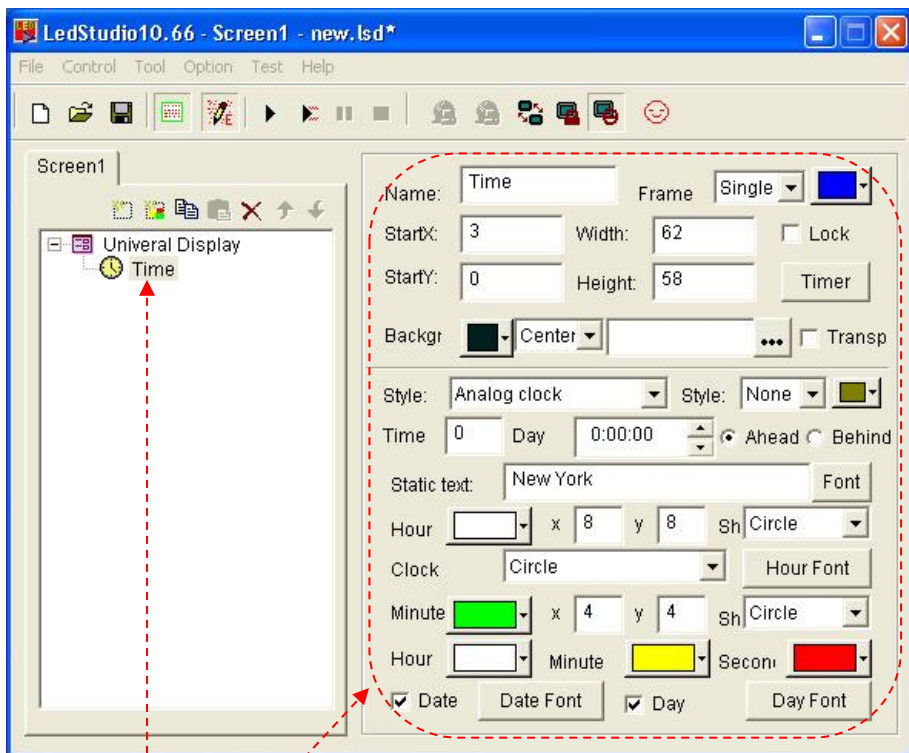 LedStudio10.66 - Screen1 - new.lsd*
File Control Tool Option Test Help
Screen1
Univeral Display
Time
Name: Time Frame Single
StartX: 3 Width: 62 Lock
StartY: 0 Height: 58 Timer
Backgr Center ... Transp
Style: Analog clock Style: None
Time 0 Day 0:00:00 Ahead Behind
Static text: New York Font
Hour x 8 y 8 Sh Circle
Clock Circle Hour Font
Minute x 4 y 4 Sh Circle
Hour Minute Secon
Date Date Font Day Day Font